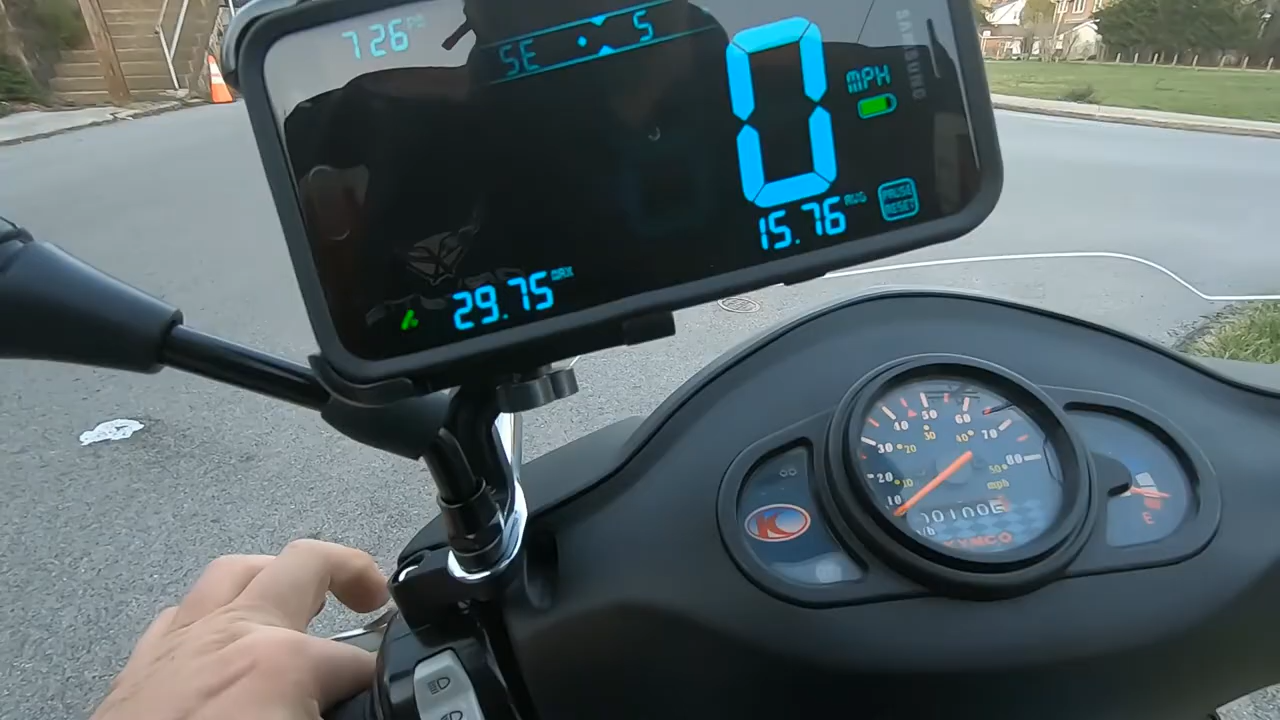 7 26 PM
SE
S
0
MPH
SAMSUNG
15.76 AVG
PAUSE
RESET
29.75 MAX
10 20 30 40 50 60 70 80
10 20 30 40 50
mph
00100
KYMCO
E